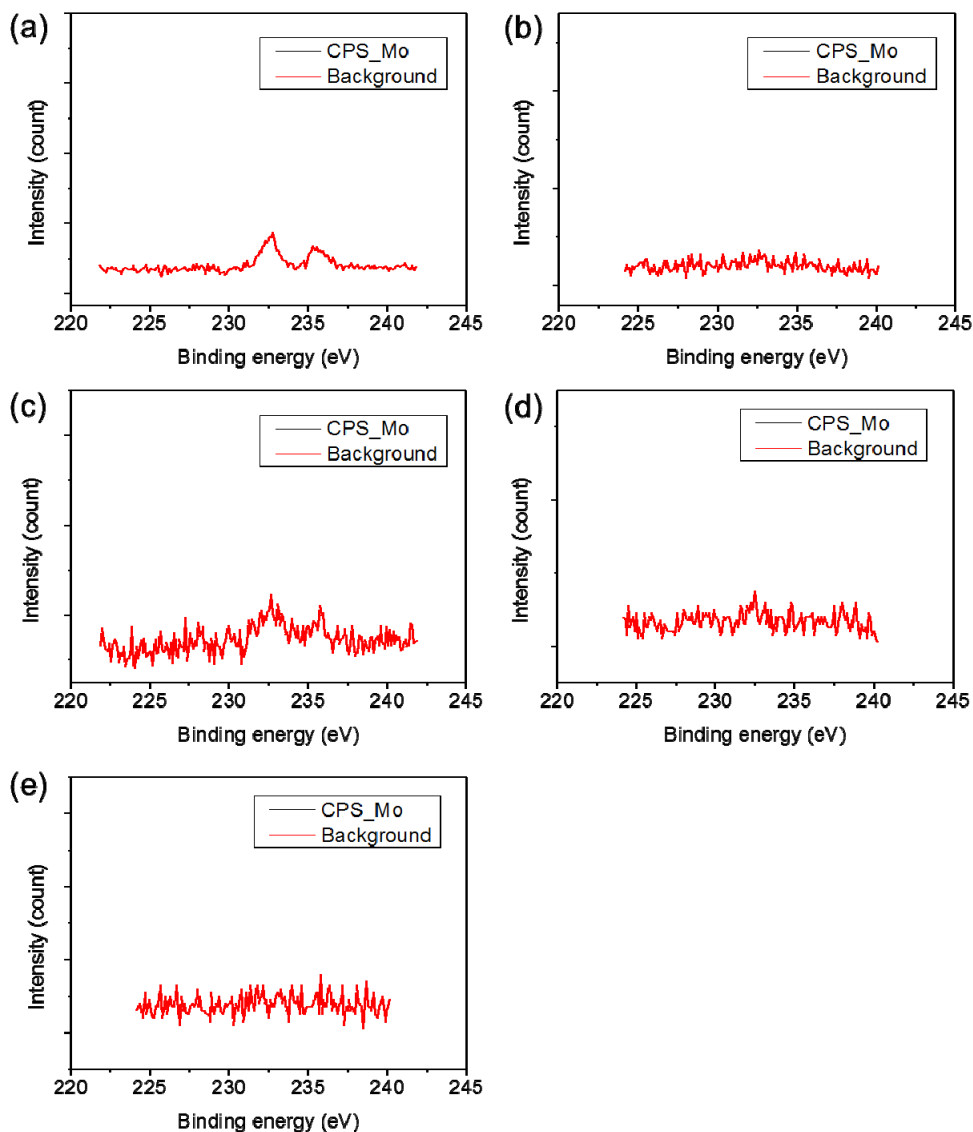 (a)
CPS_Mo
Background
Intensity (count)
220 225 230 235 240 245
Binding energy (eV)
(b)
CPS_Mo
Background
Intensity (count)
220 225 230 235 240 245
Binding energy (eV)
(c)
CPS_Mo
Background
Intensity (count)
220 225 230 235 240 245
Binding energy (eV)
(d)
CPS_Mo
Background
Intensity (count)
220 225 230 235 240 245
Binding energy (eV)
(e)
CPS_Mo
Background
Intensity (count)
220 225 230 235 240 245
Binding energy (eV)